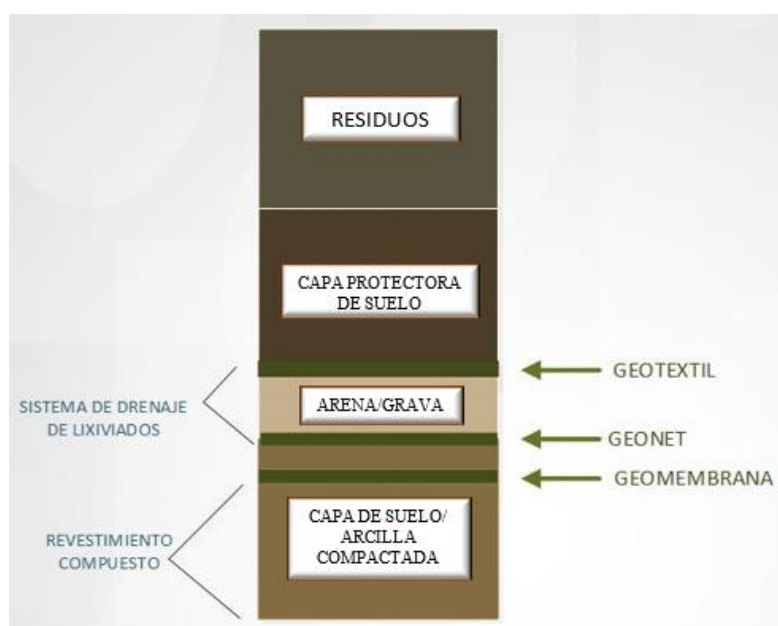 RESIDUOS
CAPA PROTECTORA
DE SUELO
GEOTEXTIL
ARENA/GRAVA
SISTEMA DE DRENAJE
DE LIXIVIADOS
GEONET
GEOMEMBRANA
CAPA DE SUELO/
ARCILLA
COMPACTADA
REVESTIMIENTO
COMPUESTO